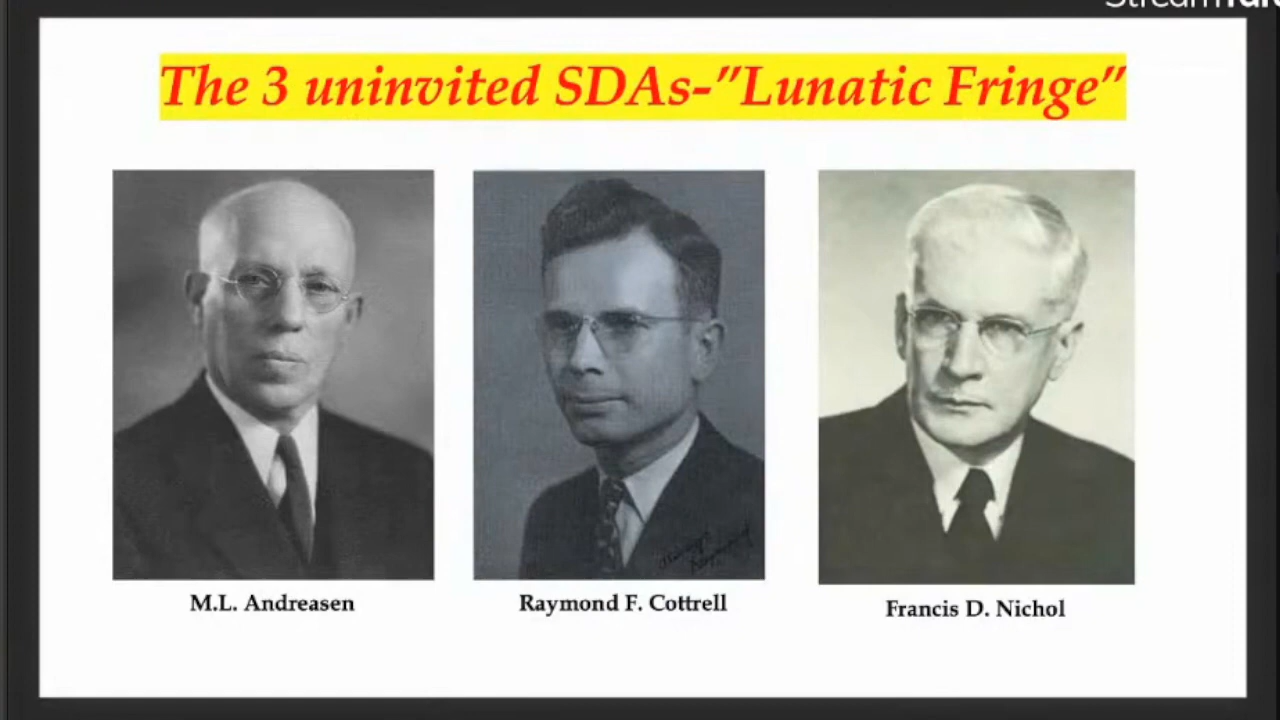 The 3 uninvited SDAs-"Lunatic Fringe"
M.L. Andreasen
Raymond F. Cottrell
Francis D. Nichol